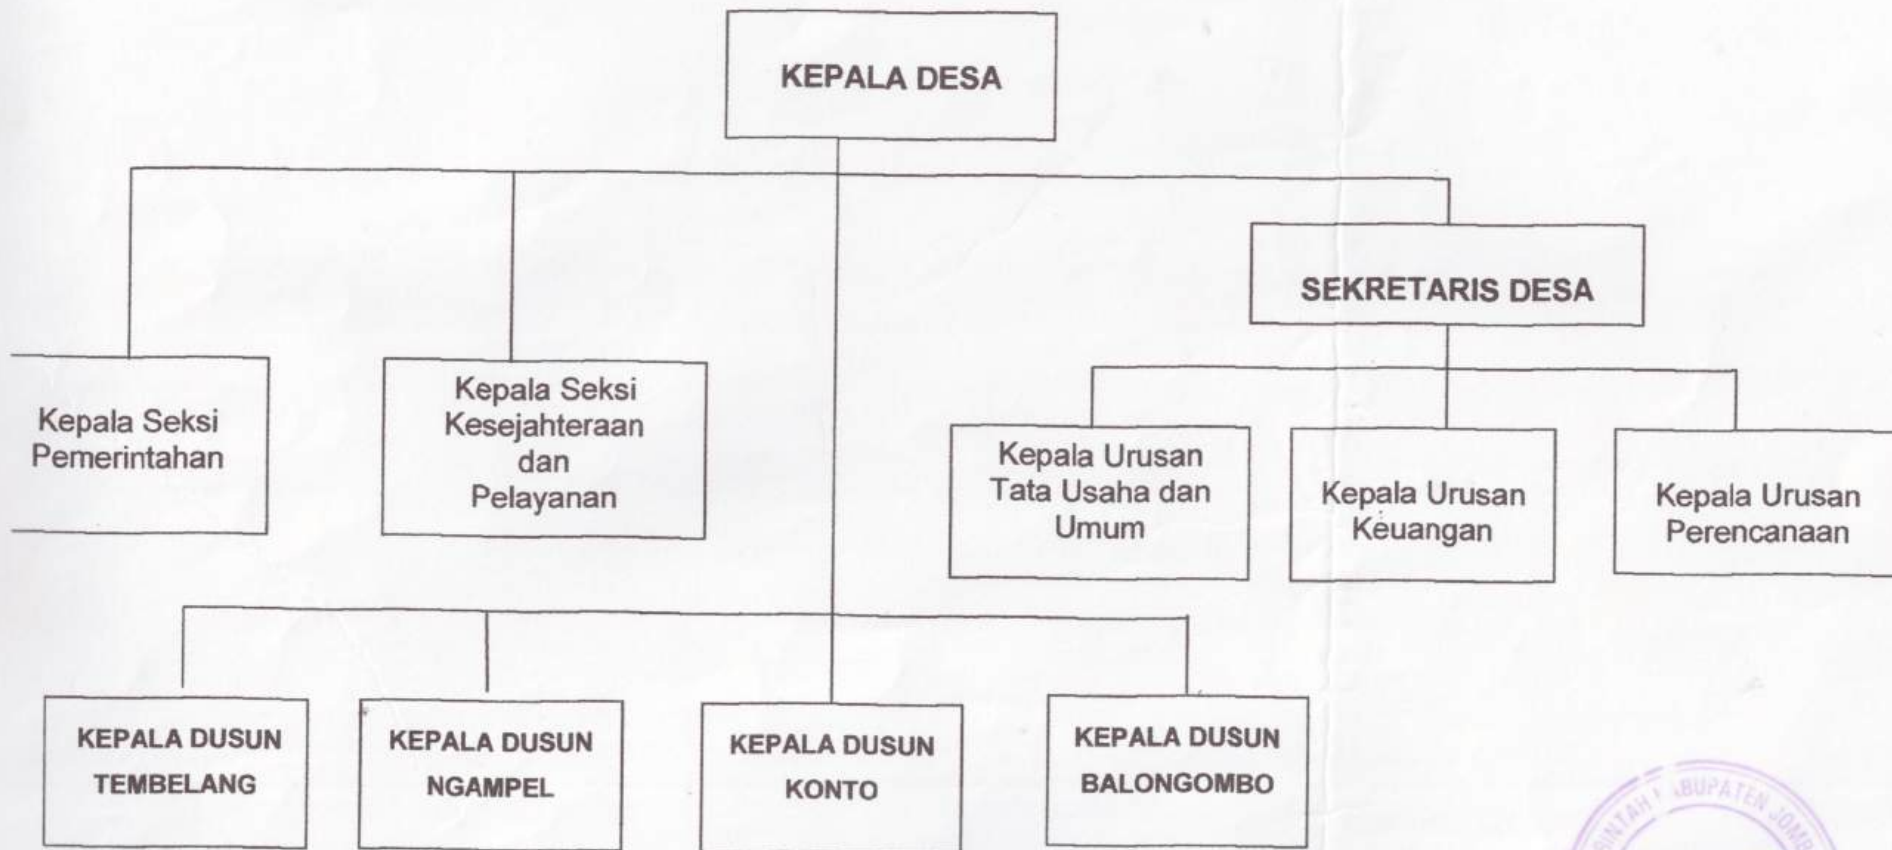 KEPALA DESA
SEKRETARIS DESA
Kepala Seksi
Pemerintahan
Kepala Seksi
Kesejahteraan
dan
Pelayanan
Kepala Urusan
Tata Usaha dan
Umum
Kepala Urusan
Keuangan
Kepala Urusan
Perencanaan
KEPALA DUSUN
TEMBELANG
KEPALA DUSUN
NGAMPEL
KEPALA DUSUN
KONTO
KEPALA DUSUN
BALONGOMBO